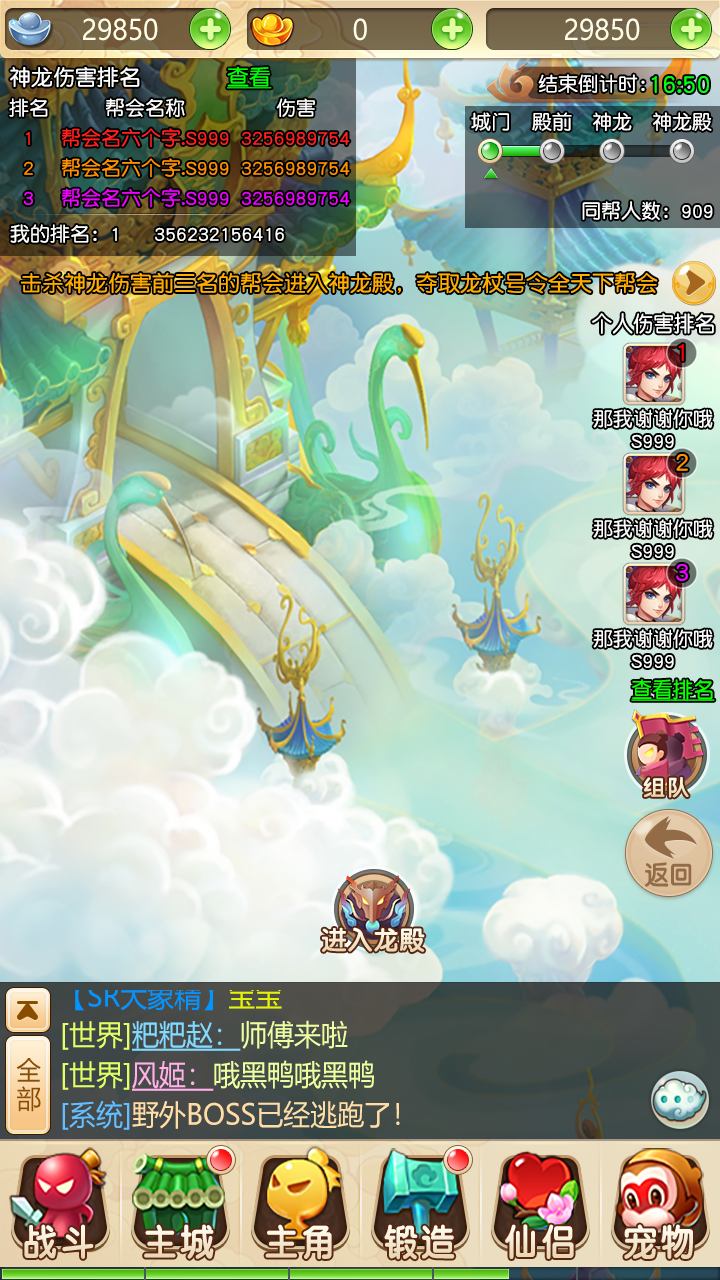 29850 0 29850
神龙伤害排名 查看
排名 帮会名称 伤害
1 帮会名六个字.S999 3256989754
2 帮会名六个字.S999 3256989754
3 帮会名六个字.S999 3256989754
我的排名：1 356232156416
结束倒计时:16:50
城门 殿前 神龙 神龙殿
同帮人数：909
击杀神龙伤害前三名的帮会进入神龙殿，夺取龙杖号令全天下帮会
个人伤害排名
1
那我谢谢你哦
S999
2
那我谢谢你哦
S999
3
那我谢谢你哦
S999
查看排名
组队
返回
进入龙殿
全部
【SR大象精】宝宝
[世界]粑粑赵：师傅来啦
[世界]风姬：哦黑鸭哦黑鸭
[系统]野外BOSS已经逃跑了！
战斗 主城 主角 锻造 仙侣 宠物